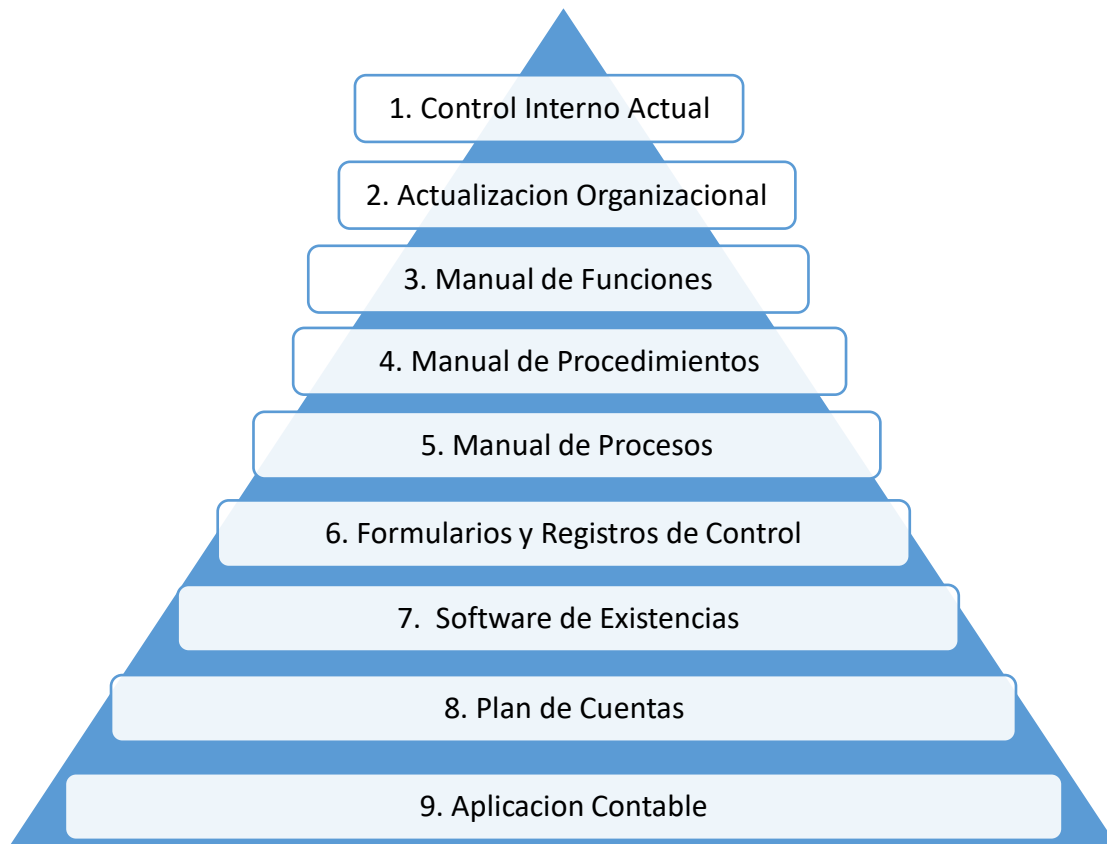 1. Control Interno Actual
2. Actualizacion Organizacional
3. Manual de Funciones
4. Manual de Procedimientos
5. Manual de Procesos
6. Formularios y Registros de Control
7. Software de Existencias
8. Plan de Cuentas
9. Aplicacion Contable